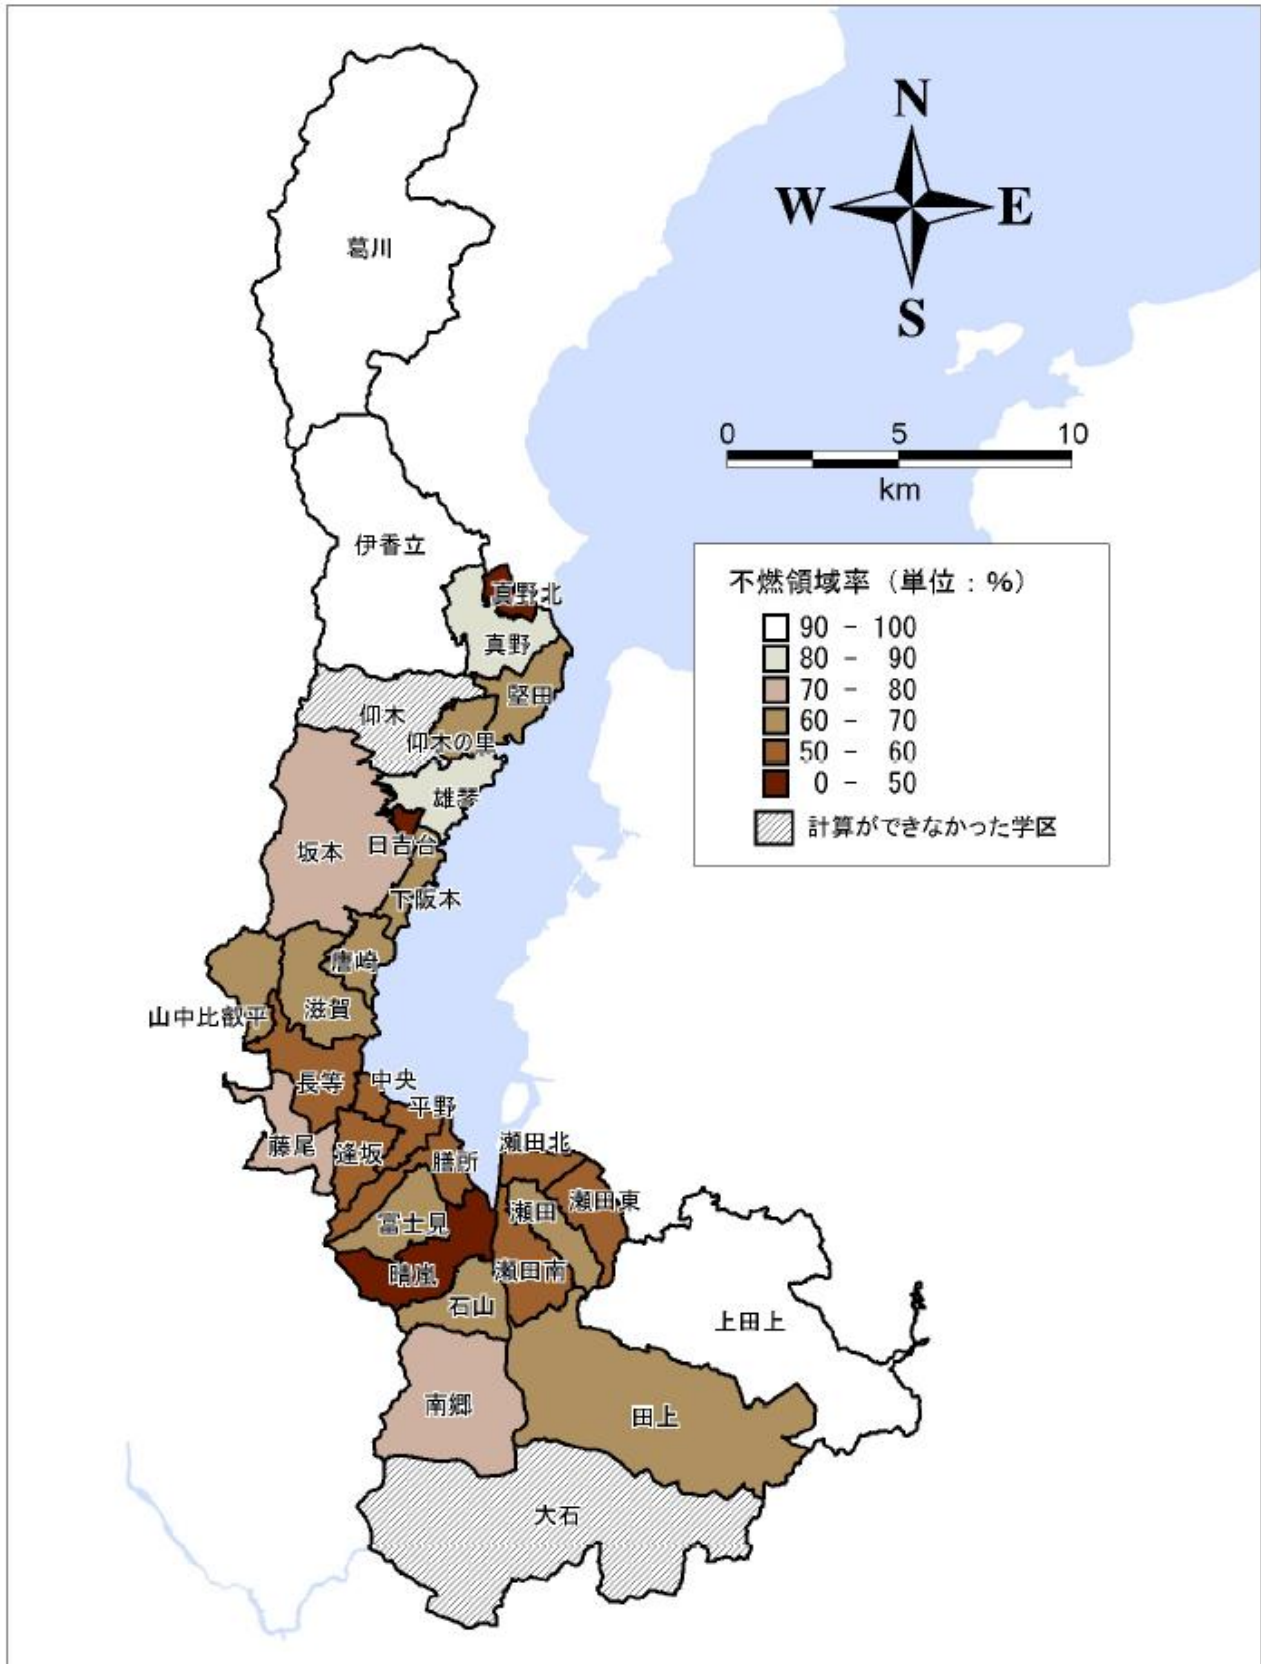 N
W E
S
葛川
0 5 10
km
伊香立
不燃領域率（単位：%）
90 - 100
80 - 90
70 - 80
60 - 70
50 - 60
0 - 50
計算ができなかった学区
真野北
真野
堅田
仰木
仰木の里
雄琴
日吉台
坂本
下阪本
唐崎
滋賀
山中比叡平
長等
中央
平野
藤尾
逢坂
膳所
瀬田北
瀬田東
瀬田
富士見
晴嵐
瀬田南
石山
上田上
南郷
田上
大石